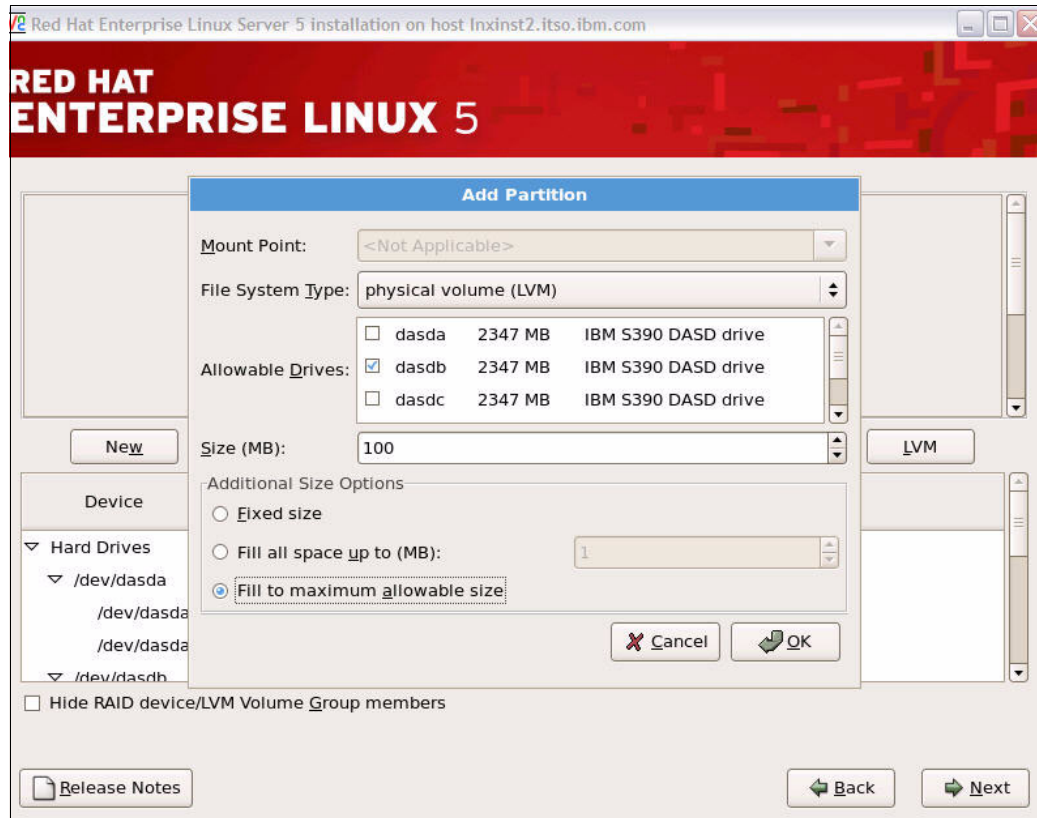 Red Hat Enterprise Linux Server 5 installation on host lnxinst2.itso.ibm.com
RED HAT
ENTERPRISE LINUX 5
Add Partition
Mount Point: <Not Applicable>
File System Type: physical volume (LVM)
Allowable Drives:
dasda 2347 MB IBM S390 DASD drive
dasdb 2347 MB IBM S390 DASD drive
dasdc 2347 MB IBM S390 DASD drive
New
Size (MB): 100
LVM
Additional Size Options
Fixed size
Fill all space up to (MB): 1
Fill to maximum allowable size
Cancel
OK
Device
Hard Drives
/dev/dasda
/dev/dasda
/dev/dasda
/dev/dasdb
Hide RAID device/LVM Volume Group members
Release Notes
Back
Next